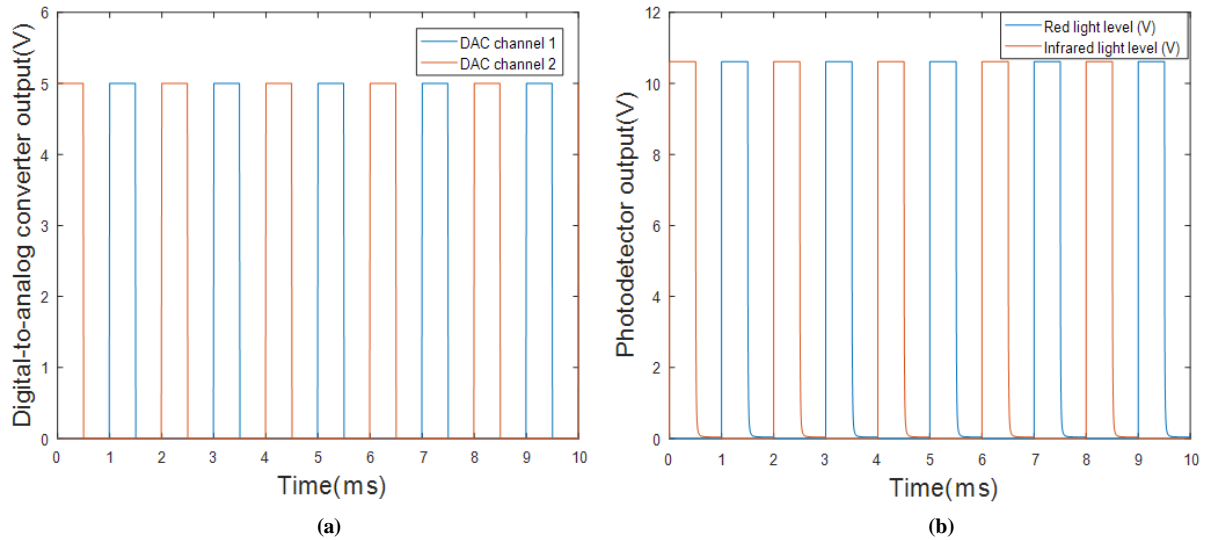 6
5
4
3
2
1
0
Digital-to-analog converter output(V)
DAC channel 1
DAC channel 2
0 1 2 3 4 5 6 7 8 9 10
Time(ms)
(a)
12
10
8
6
4
2
0
Photodetector output(V)
Red light level (V)
Infrared light level (V)
0 1 2 3 4 5 6 7 8 9 10
Time(ms)
(b)